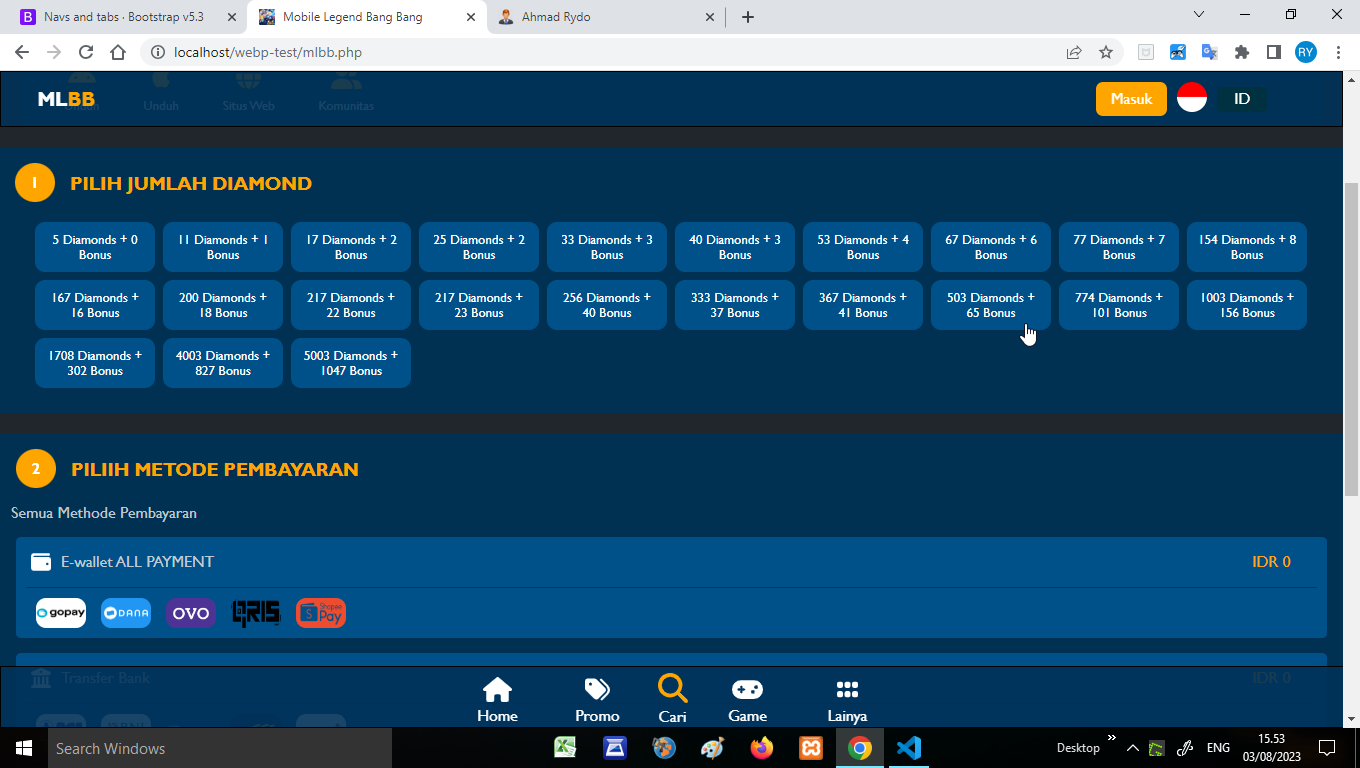 Navs and tabs · Bootstrap v5.3
Mobile Legend Bang Bang
Ahmad Rydo
localhost/webp-test/mlbb.php
RY
MLBB
Unduh
Situs Web
Komunitas
Masuk
ID
1
PILIH JUMLAH DIAMOND
5 Diamonds + 0
Bonus
11 Diamonds + 1
Bonus
17 Diamonds + 2
Bonus
25 Diamonds + 2
Bonus
33 Diamonds + 3
Bonus
40 Diamonds + 3
Bonus
53 Diamonds + 4
Bonus
67 Diamonds + 6
Bonus
77 Diamonds + 7
Bonus
154 Diamonds + 8
Bonus
167 Diamonds +
16 Bonus
200 Diamonds +
18 Bonus
217 Diamonds +
22 Bonus
217 Diamonds +
23 Bonus
256 Diamonds +
40 Bonus
333 Diamonds +
37 Bonus
367 Diamonds +
41 Bonus
503 Diamonds +
65 Bonus
774 Diamonds +
101 Bonus
1003 Diamonds +
156 Bonus
1708 Diamonds +
302 Bonus
4003 Diamonds +
827 Bonus
5003 Diamonds +
1047 Bonus
2
PILIIH METODE PEMBAYARAN
Semua Methode Pembayaran
E-wallet ALL PAYMENT
IDR 0
gopay
DANA
OVO
QRIS
Shopee
Pay
Transfer Bank
IDR 0
Home
Promo
Cari
Game
Lainya
Search Windows
Desktop
ENG
15.53
03/08/2023